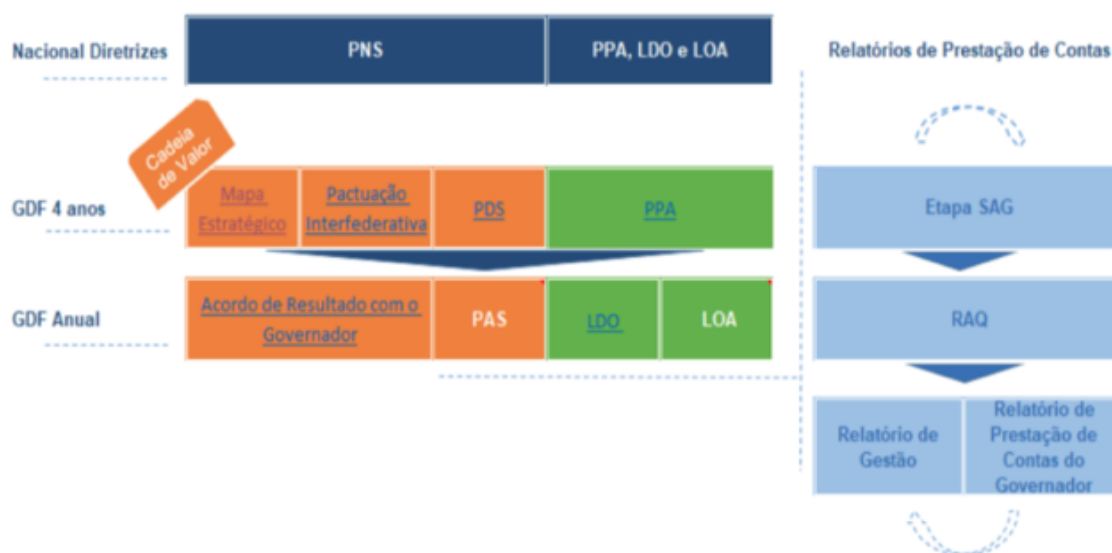 Nacional Diretrizes
PNS
PPA, LDO e LOA
Relatórios de Prestação de Contas
Cadeia
de Valor
GDF 4 anos
Mapa
Estratégico
Pactuação
Interfederativa
PDS
PPA
Etapa SAG
GDF Anual
Acordo de Resultado com o
Governador
PAS
LDO
LOA
RAQ
Relatório de
Gestão
Relatório de
Prestação de
Contas do
Governador